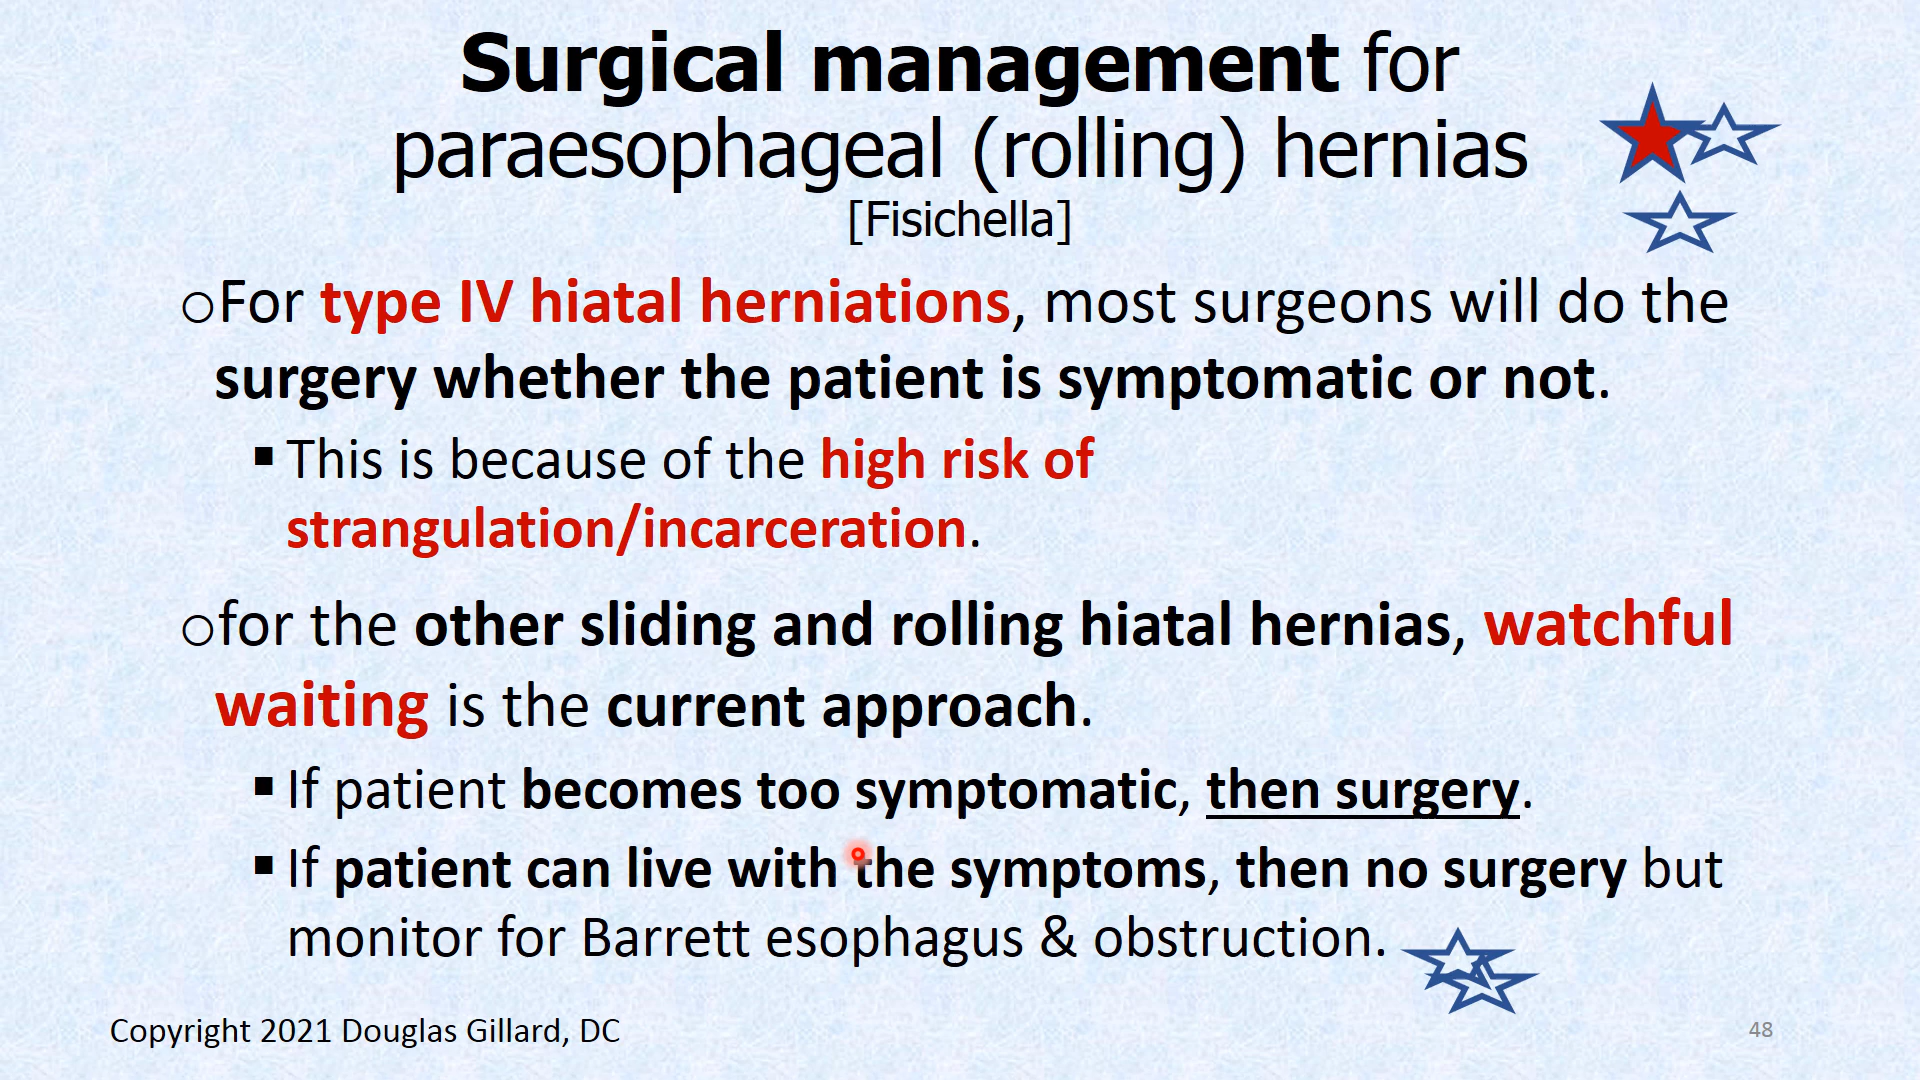 Surgical management for
paraesophageal (rolling) hernias
[Fisichella]
For type IV hiatal herniations, most surgeons will do the
surgery whether the patient is symptomatic or not.
This is because of the high risk of
strangulation/incarceration.
for the other sliding and rolling hiatal hernias, watchful
waiting is the current approach.
If patient becomes too symptomatic, then surgery.
If patient can live with the symptoms, then no surgery but
monitor for Barrett esophagus & obstruction.
Copyright 2021 Douglas Gillard, DC
48